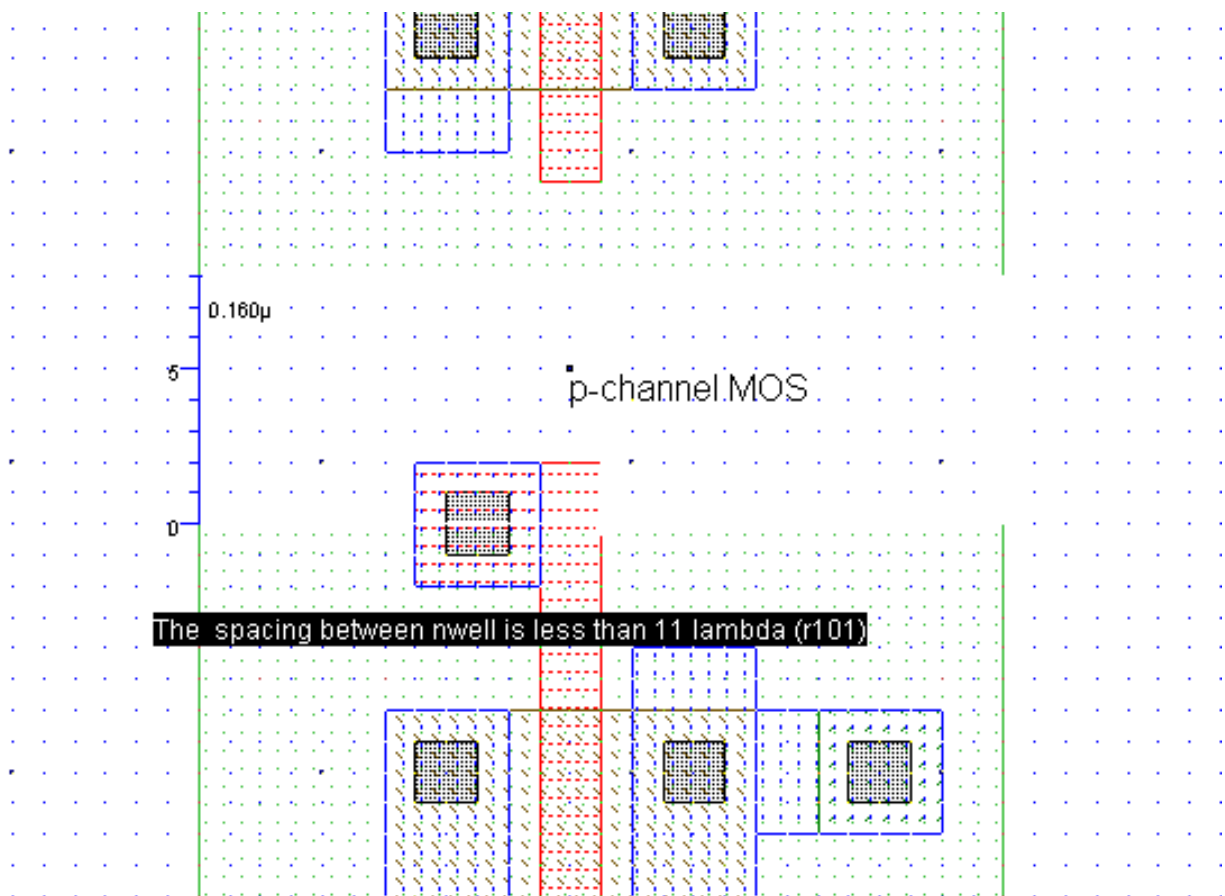 0.160µ
5
p-channel.MOS
0
The spacing between nwell is less than 11 lambda (r101)